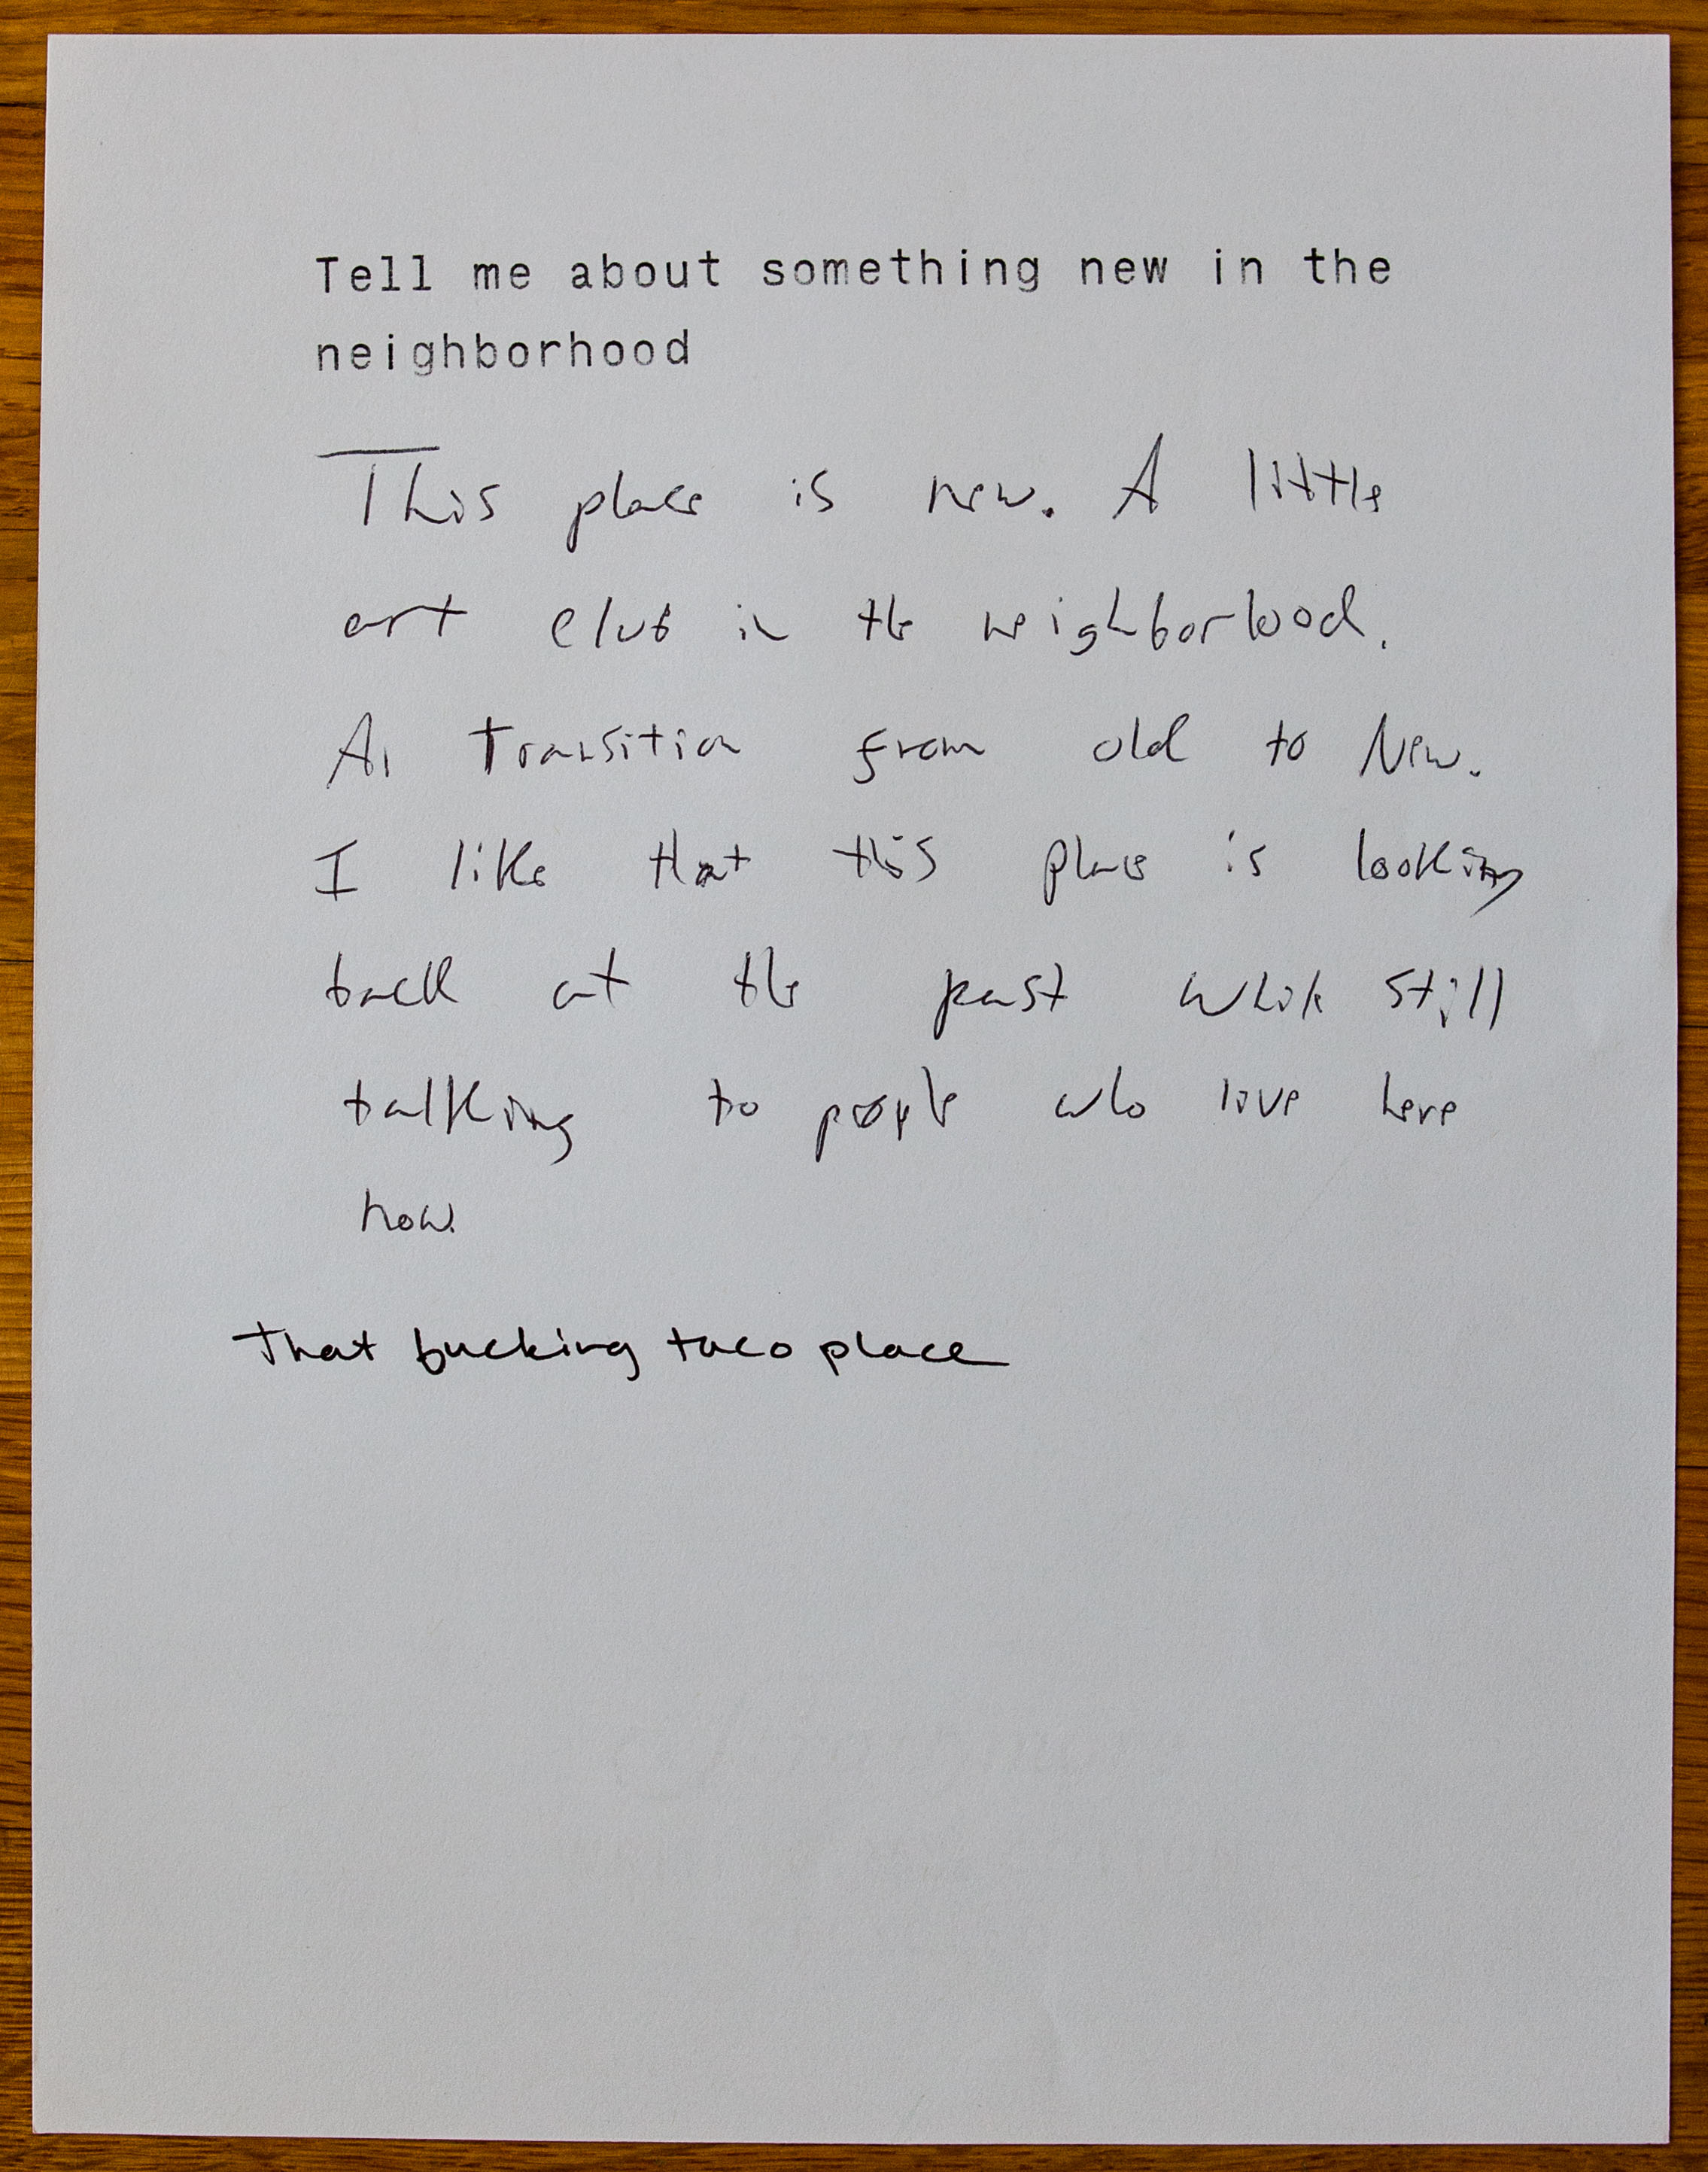 Tell me about something new in the
neighborhood
This place is new. A little
art club in the neighborhood.
A transition from old to New.
I like that this place is looking
back at the past while still
talking to people who live here
now.
That fucking taco place